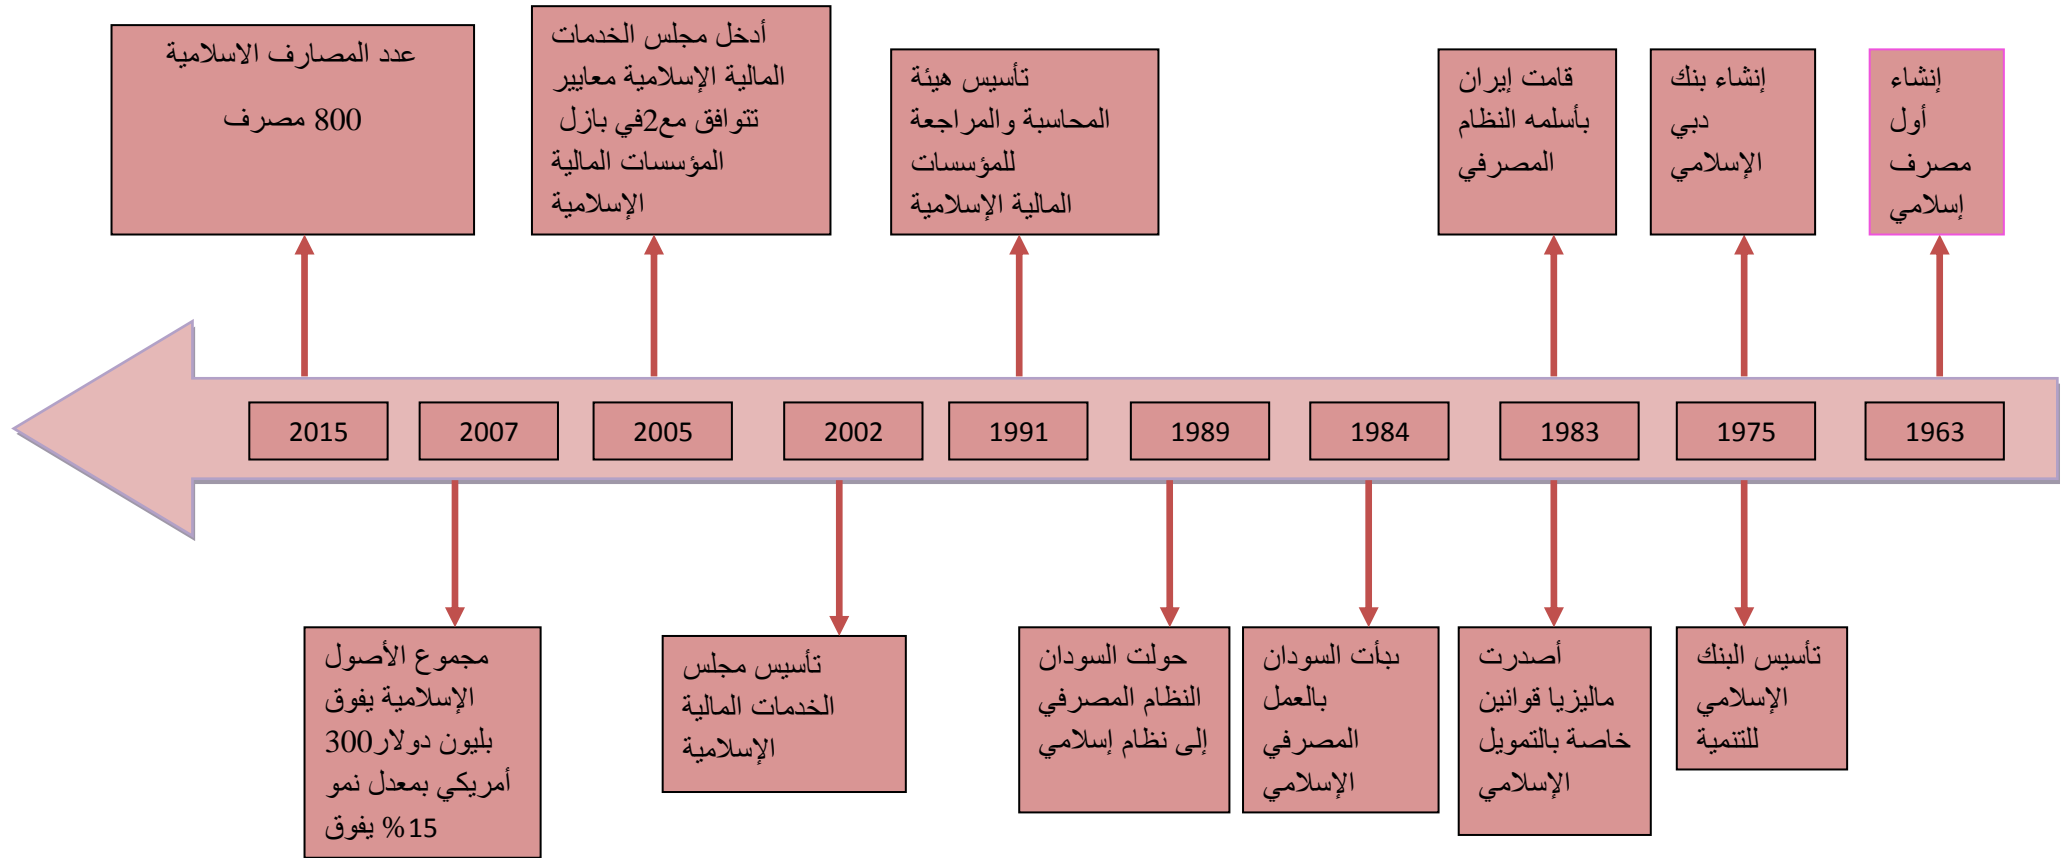 إنشاء
أول
مصرف
إسلامي
إنشاء بنك
دبي
الإسلامي
قامت إيران
بأسلمه النظام
المصرفي
تأسيس هيئة
المحاسبة والمراجعة
للمؤسسات
المالية الإسلامية
أدخل مجلس الخدمات
المالية الإسلامية معايير
تتوافق مع2في بازل
المؤسسات المالية
الإسلامية
عدد المصارف الاسلامية
800 مصرف
1963
1975
1983
1984
1989
1991
2002
2005
2007
2015
تأسيس البنك
الإسلامي
للتنمية
أصدرت
ماليزيا قوانين
خاصة بالتمويل
الإسلامي
بدأت السودان
بالعمل
المصرفي
الإسلامي
حولت السودان
النظام المصرفي
إلى نظام إسلامي
تأسيس مجلس
الخدمات المالية
الإسلامية
مجموع الأصول
الإسلامية يفوق
بليون دولار300
أمريكي بمعدل نمو
15% يفوق